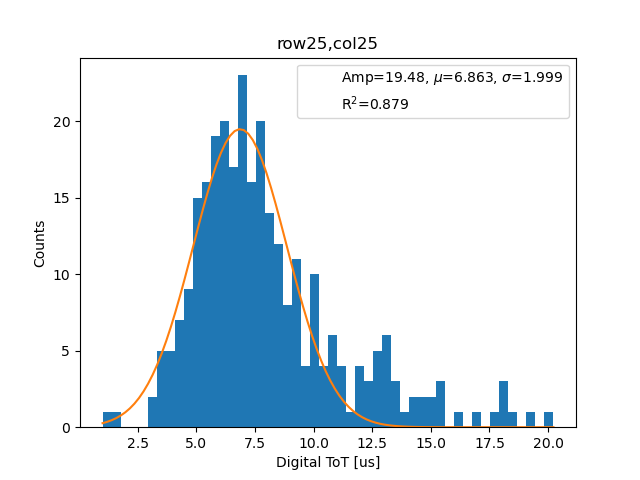 row25,col25
Amp=19.48, μ=6.863, σ=1.999
R²=0.879
Counts
20
15
10
5
0
2.5 5.0 7.5 10.0 12.5 15.0 17.5 20.0
Digital ToT [us]